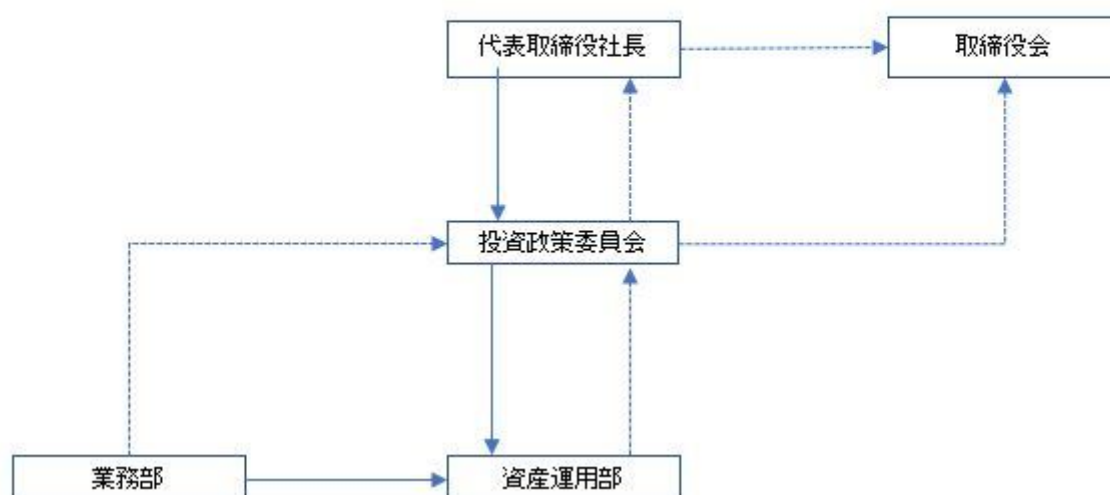 代表取締役社長
取締役会
投資政策委員会
業務部
資産運用部